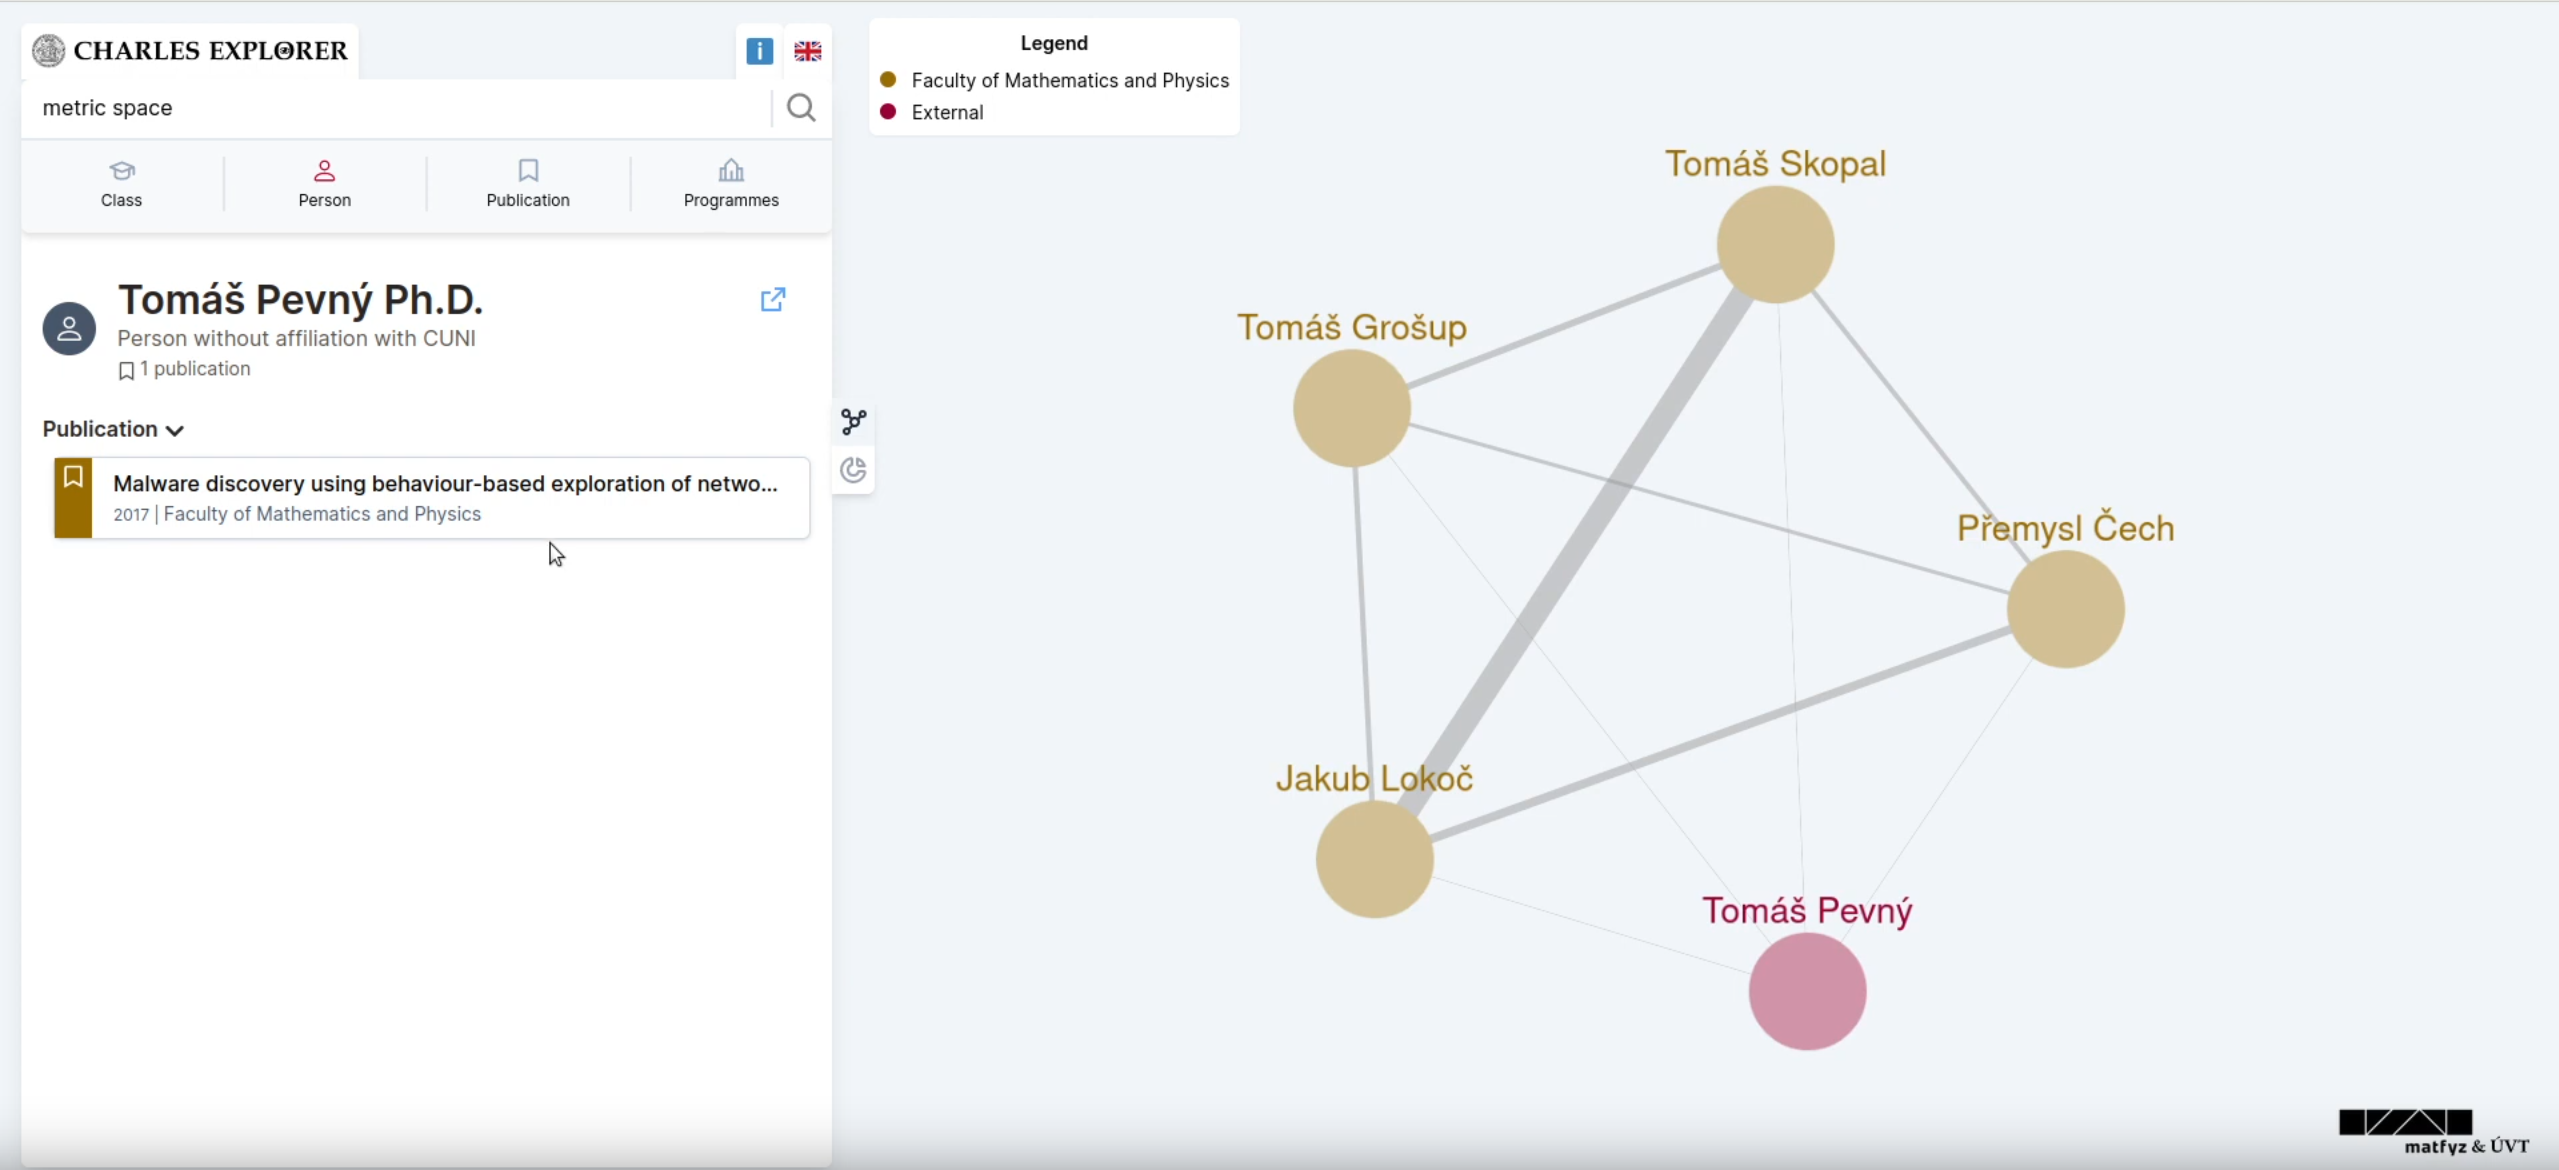 CHARLES EXPLORER
i
metric space
Class
Person
Publication
Programmes
Tomáš Pevný Ph.D.
Person without affiliation with CUNI
1 publication
Publication
Malware discovery using behaviour-based exploration of netwo...
2017 | Faculty of Mathematics and Physics
Legend
Faculty of Mathematics and Physics
External
Tomáš Skopal
Tomáš Grošup
Přemysl Čech
Jakub Lokoč
Tomáš Pevný
matfyz & ÚVT